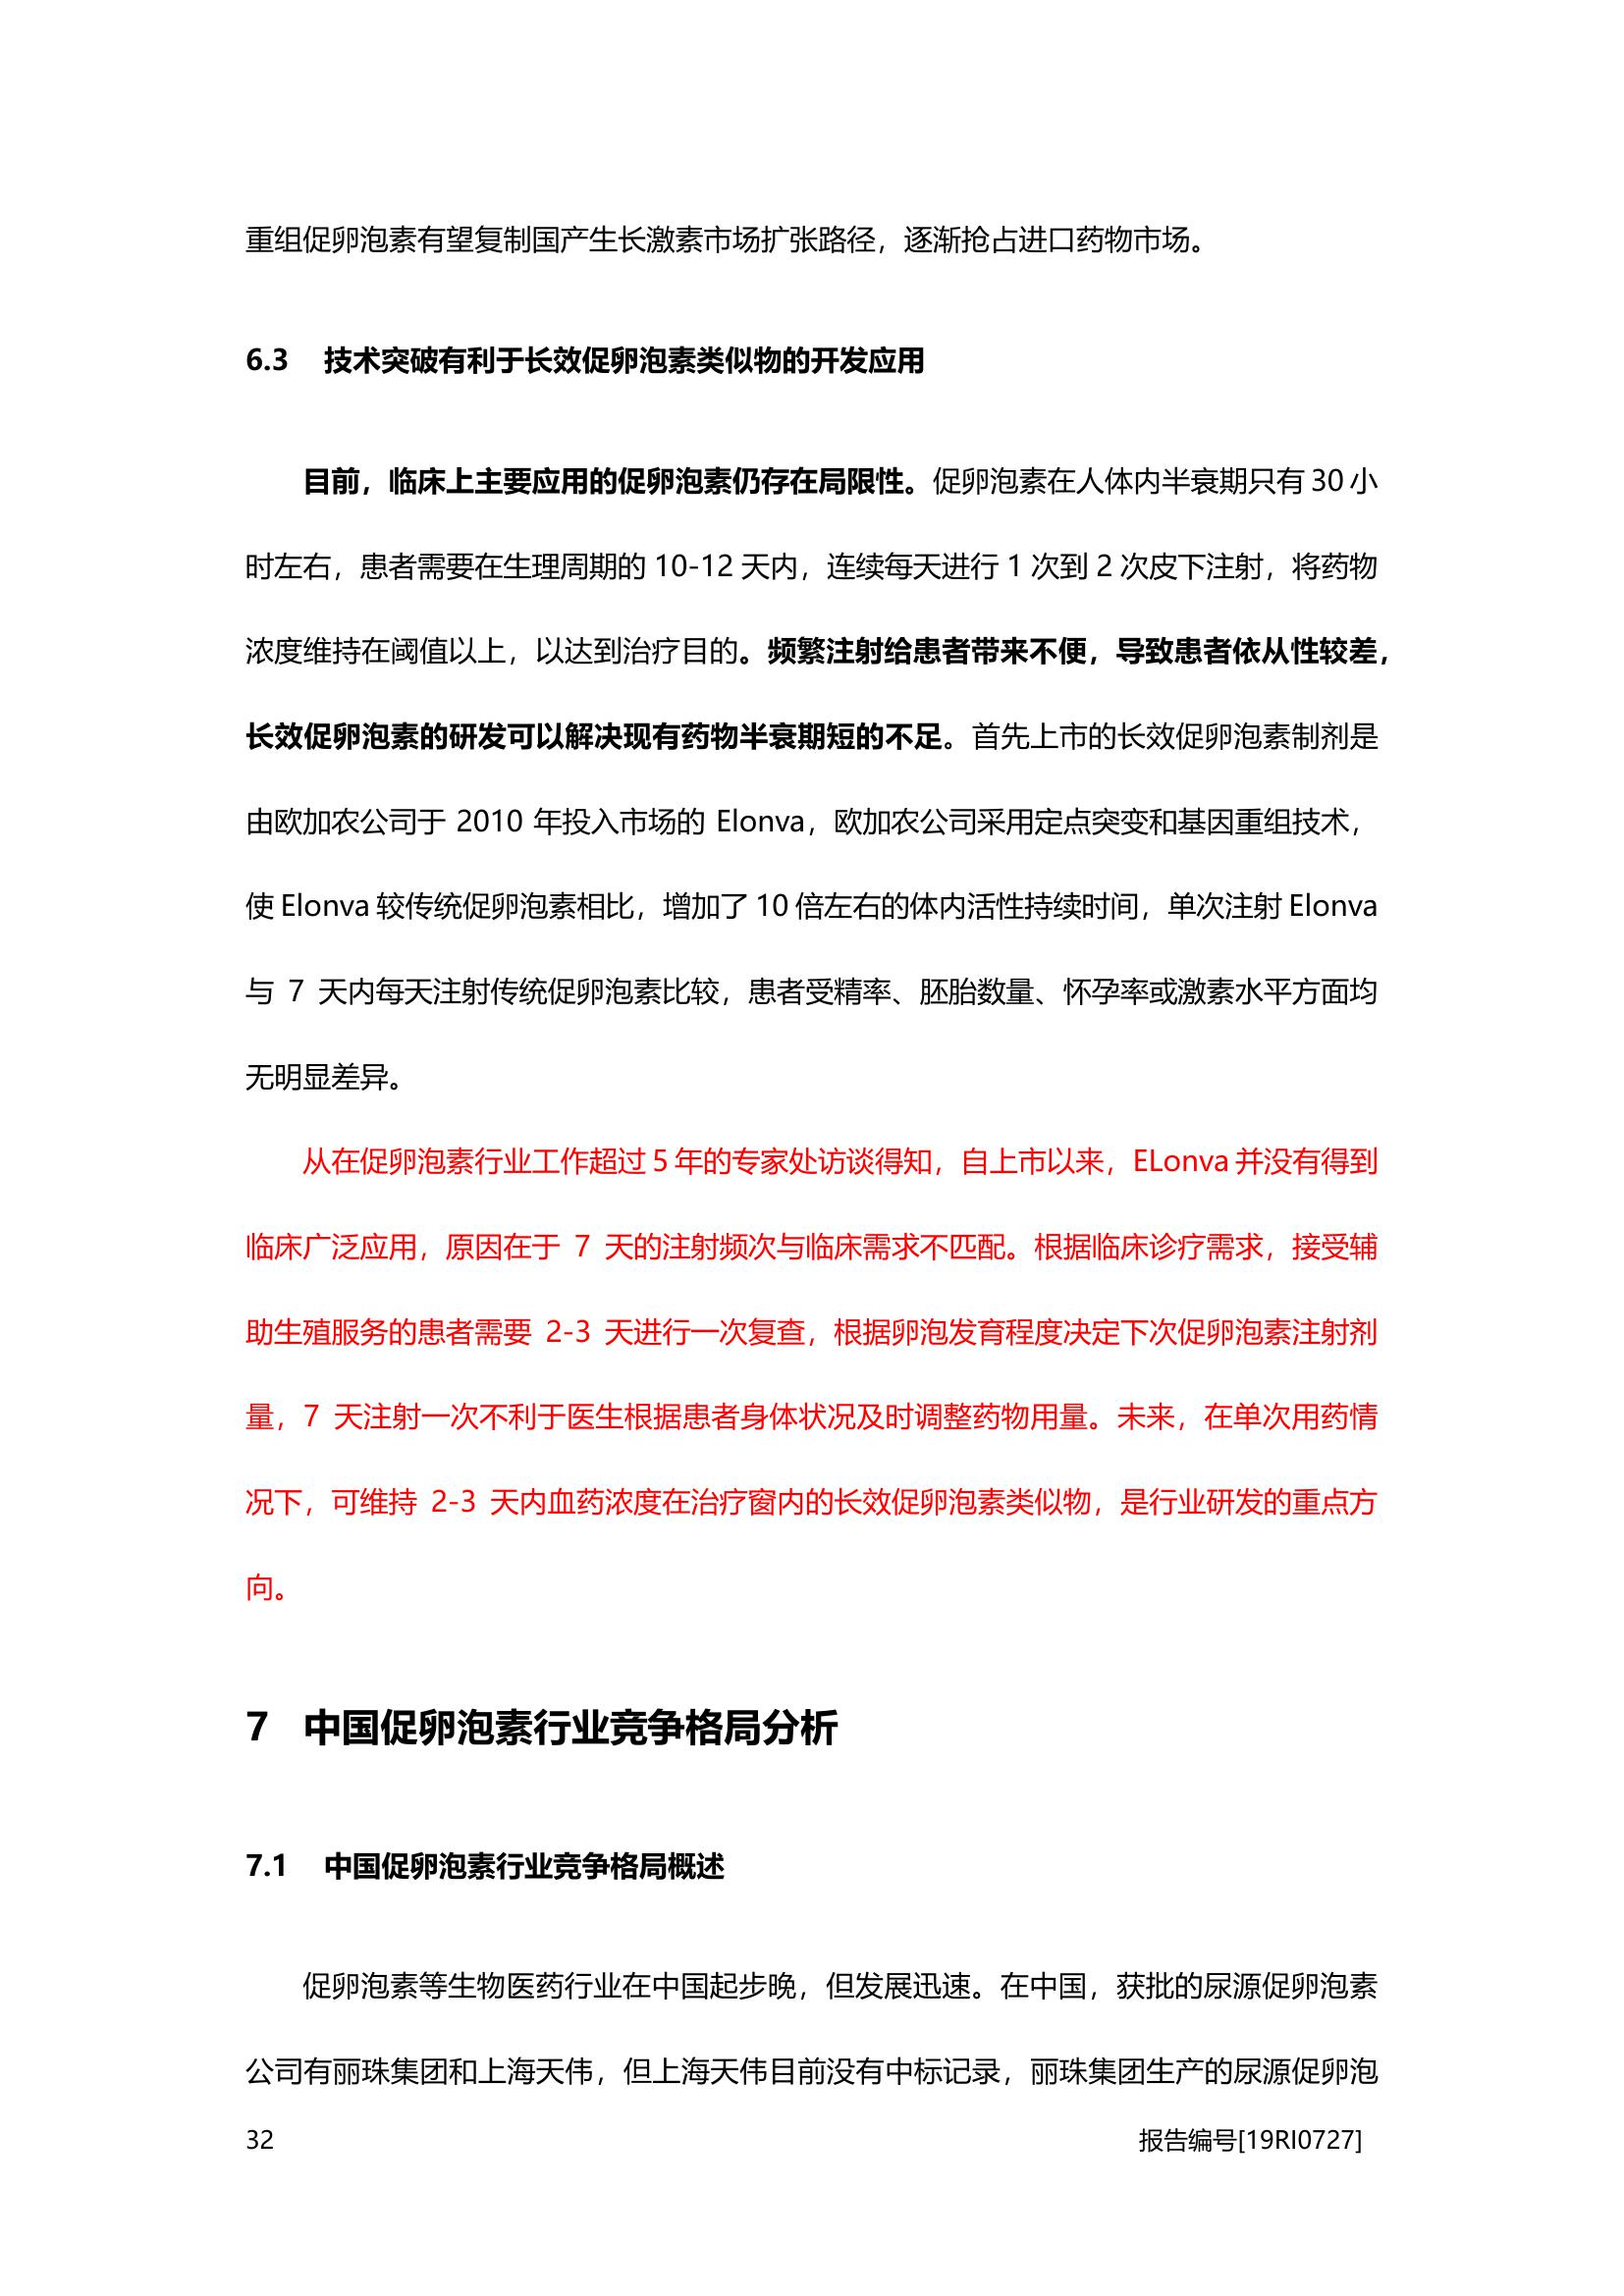 重组促卵泡素有望复制国产生长激素市场扩张路径，逐渐抢占进口药物市场。
6.3 技术突破有利于长效促卵泡素类似物的开发应用
目前，临床上主要应用的促卵泡素仍存在局限性。促卵泡素在人体内半衰期只有 30 小
时左右，患者需要在生理周期的 10-12 天内，连续每天进行 1 次到 2 次皮下注射，将药物
浓度维持在阈值以上，以达到治疗目的。频繁注射给患者带来不便，导致患者依从性较差，
长效促卵泡素的研发可以解决现有药物半衰期短的不足。首先上市的长效促卵泡素制剂是
由欧加农公司于 2010 年投入市场的 Elonva，欧加农公司采用定点突变和基因重组技术，
使 Elonva 较传统促卵泡素相比，增加了 10 倍左右的体内活性持续时间，单次注射 Elonva
与 7 天内每天注射传统促卵泡素比较，患者受精率、胚胎数量、怀孕率或激素水平方面均
无明显差异。
从在促卵泡素行业工作超过 5 年的专家处访谈得知，自上市以来，ELonva 并没有得到
临床广泛应用，原因在于 7 天的注射频次与临床需求不匹配。根据临床诊疗需求，接受辅
助生殖服务的患者需要 2-3 天进行一次复查，根据卵泡发育程度决定下次促卵泡素注射剂
量，7 天注射一次不利于医生根据患者身体状况及时调整药物用量。未来，在单次用药情
况下，可维持 2-3 天内血药浓度在治疗窗内的长效促卵泡素类似物，是行业研发的重点方
向。
7 中国促卵泡素行业竞争格局分析
7.1 中国促卵泡素行业竞争格局概述
促卵泡素等生物医药行业在中国起步晚，但发展迅速。在中国，获批的尿源促卵泡素
公司有丽珠集团和上海天伟，但上海天伟目前没有中标记录，丽珠集团生产的尿源促卵泡
32 报告编号[19RI0727]